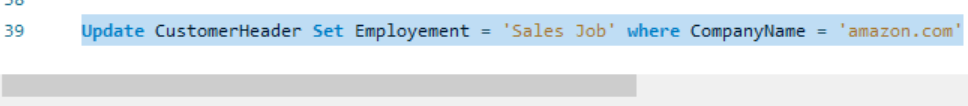 39 Update CustomerHeader Set Employement = 'Sales Job' where CompanyName = 'amazon.com'